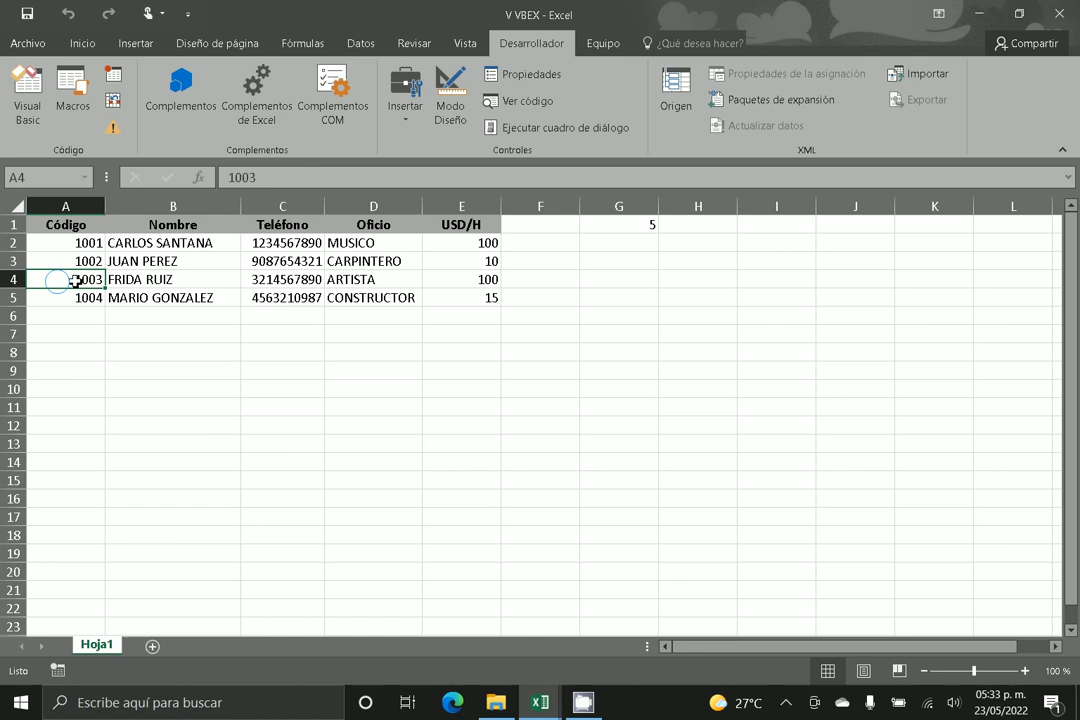 V VBEX - Excel
Archivo Inicio Insertar Diseño de página Fórmulas Datos Revisar Vista Desarrollador Equipo ¿Qué desea hacer? Compartir
Visual Basic
Macros
Código
Complementos
Complementos de Excel
Complementos COM
Complementos
Insertar
Modo Diseño
Propiedades
Ver código
Ejecutar cuadro de diálogo
Controles
Origen
Propiedades de la asignación
Paquetes de expansión
Actualizar datos
Importar
Exportar
XML
A4 fx 1003
A B C D E F G H I J K L
1 Código Nombre Teléfono Oficio USD/H 5
2 1001 CARLOS SANTANA 1234567890 MUSICO 100
3 1002 JUAN PEREZ 9087654321 CARPINTERO 10
4 1003 FRIDA RUIZ 3214567890 ARTISTA 100
5 1004 MARIO GONZALEZ 4563210987 CONSTRUCTOR 15
6
7
8
9
10
11
12
13
14
15
16
17
18
19
20
21
22
23
Hoja1
Listo 100 %
Escribe aquí para buscar 27°C 05:33 p. m.
23/05/2022 1